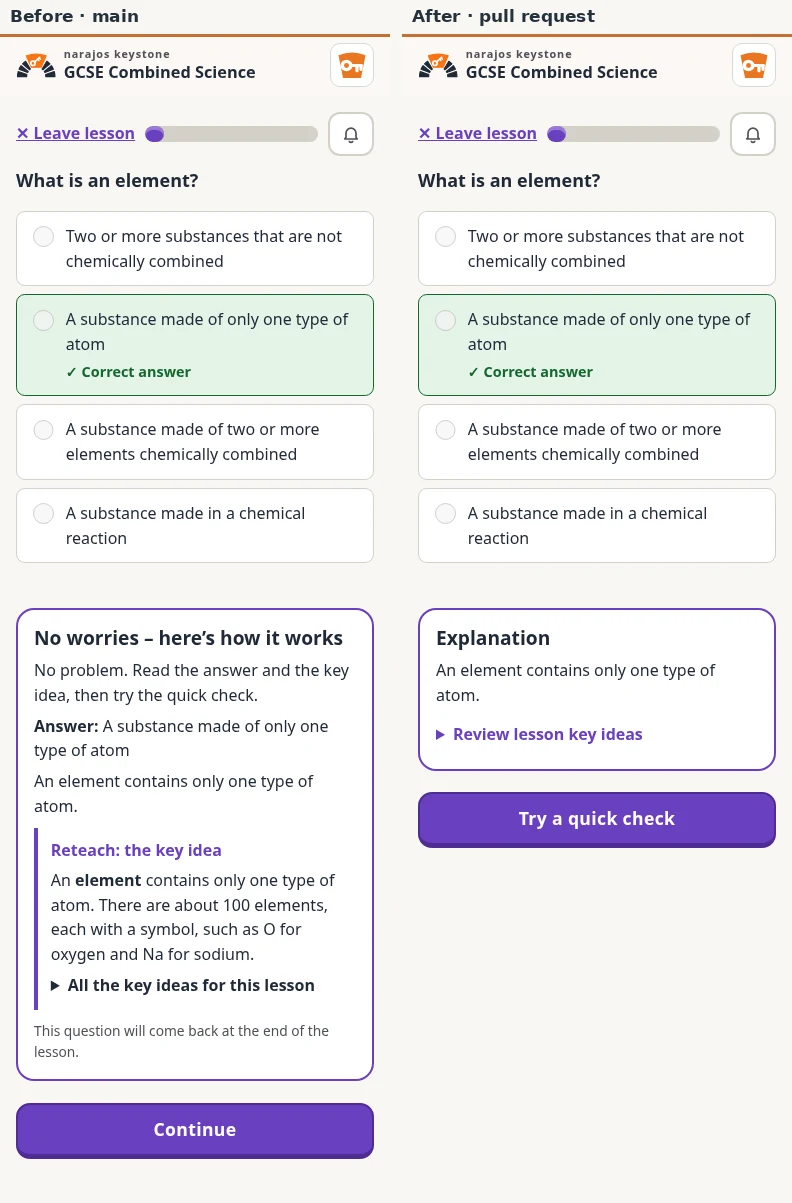 Before · main
narajos keystone
GCSE Combined Science
✕ Leave lesson
What is an element?
Two or more substances that are not
chemically combined
A substance made of only one type of
atom
✓ Correct answer
A substance made of two or more
elements chemically combined
A substance made in a chemical
reaction
No worries – here’s how it works
No problem. Read the answer and the key
idea, then try the quick check.
Answer: A substance made of only one
type of atom
An element contains only one type of
atom.
Reteach: the key idea
An element contains only one type of
atom. There are about 100 elements,
each with a symbol, such as O for
oxygen and Na for sodium.
▶ All the key ideas for this lesson
This question will come back at the end of the
lesson.
Continue
After · pull request
narajos keystone
GCSE Combined Science
✕ Leave lesson
What is an element?
Two or more substances that are not
chemically combined
A substance made of only one type of
atom
✓ Correct answer
A substance made of two or more
elements chemically combined
A substance made in a chemical
reaction
Explanation
An element contains only one type of
atom.
▶ Review lesson key ideas
Try a quick check